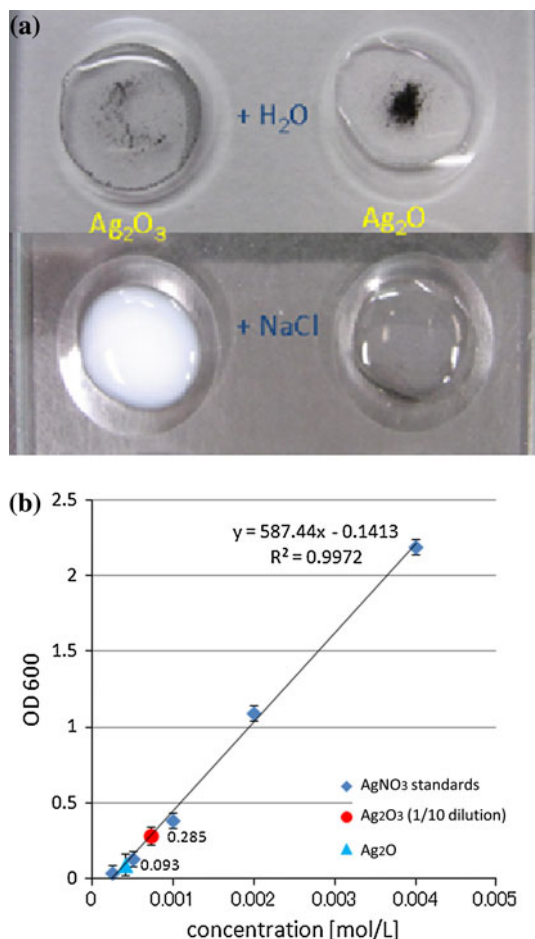 (a)
+ H₂O
Ag₂O₃ Ag₂O
+ NaCl
(b)
2.5
y = 587.44x - 0.1413
R² = 0.9972
2
1.5
OD 600
1
AgNO₃ standards
0.5
Ag₂O₃ (1/10 dilution)
0.285
0.093
Ag₂O
0
0 0.001 0.002 0.003 0.004 0.005
concentration [mol/L]